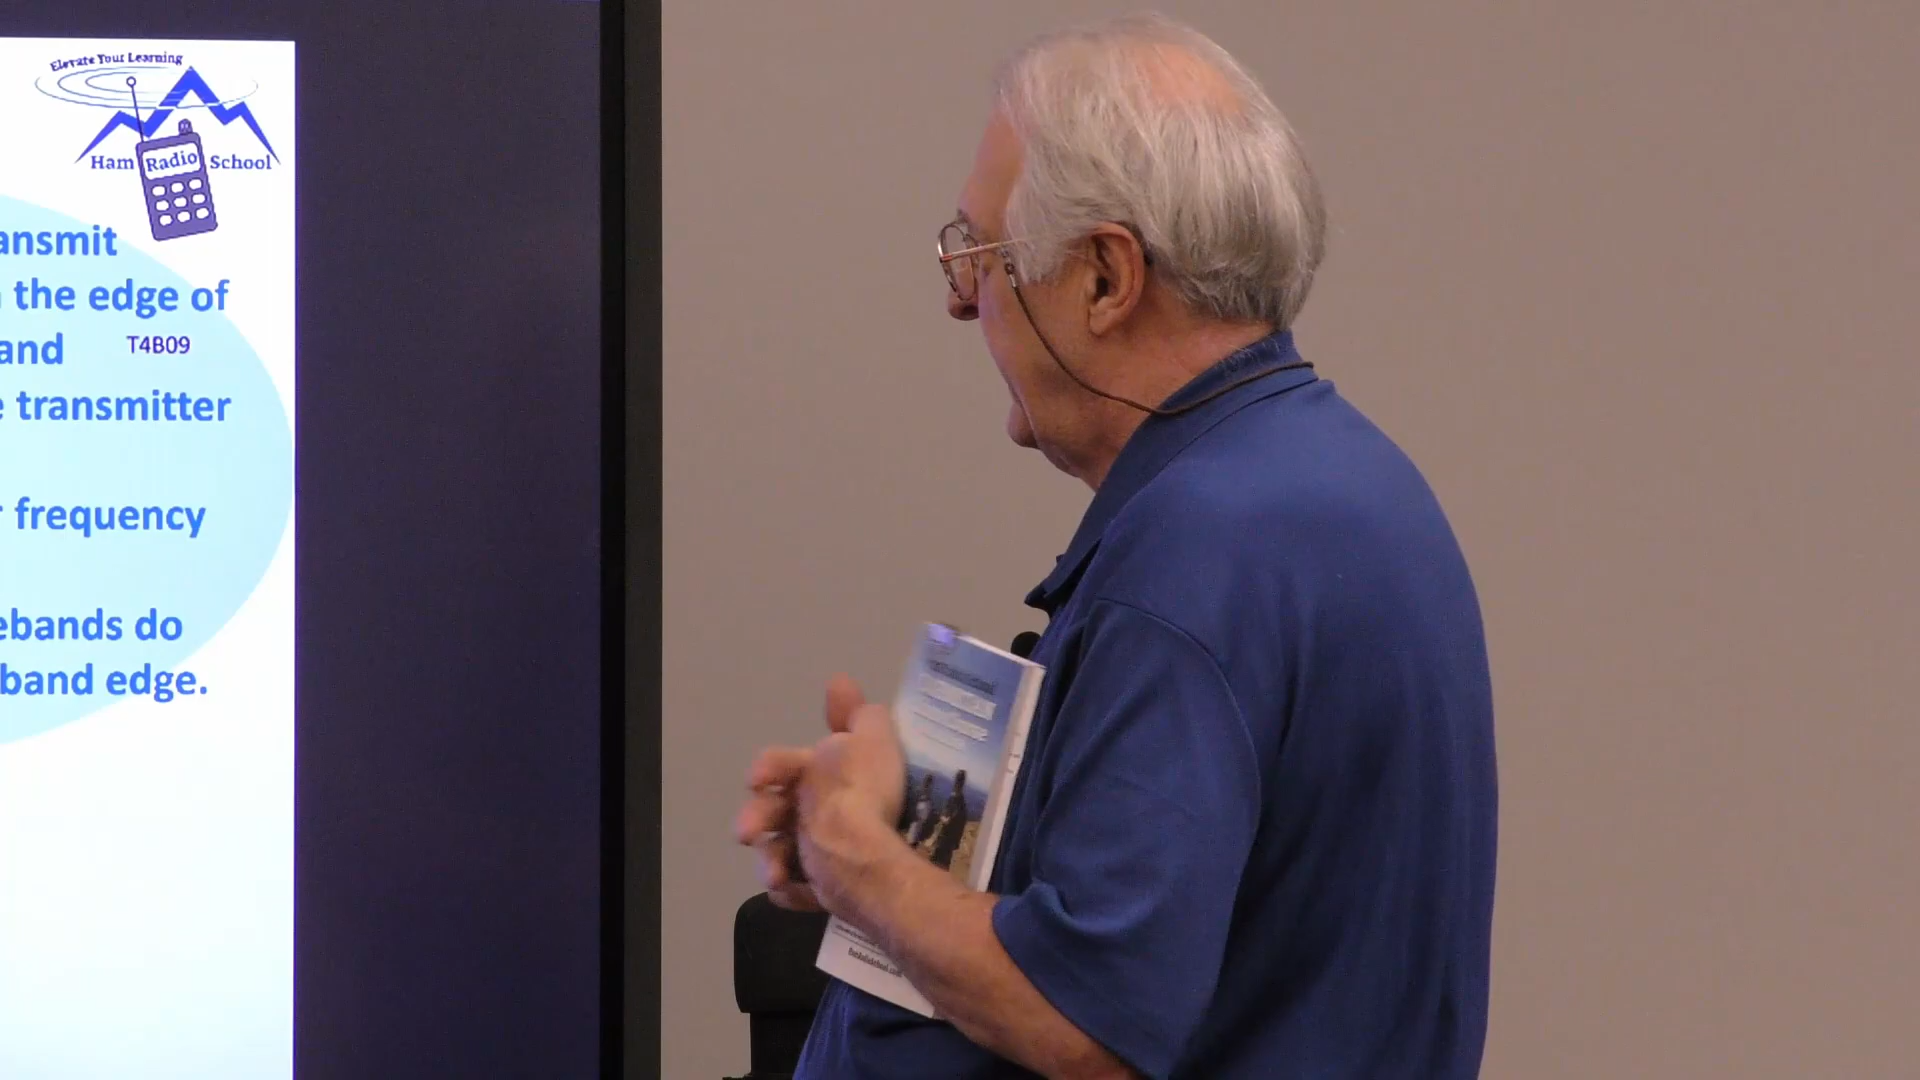 Elevate Your Learning
Ham Radio School
ansmit
the edge of
and T4B09
transmitter
frequency
ebands do
band edge.